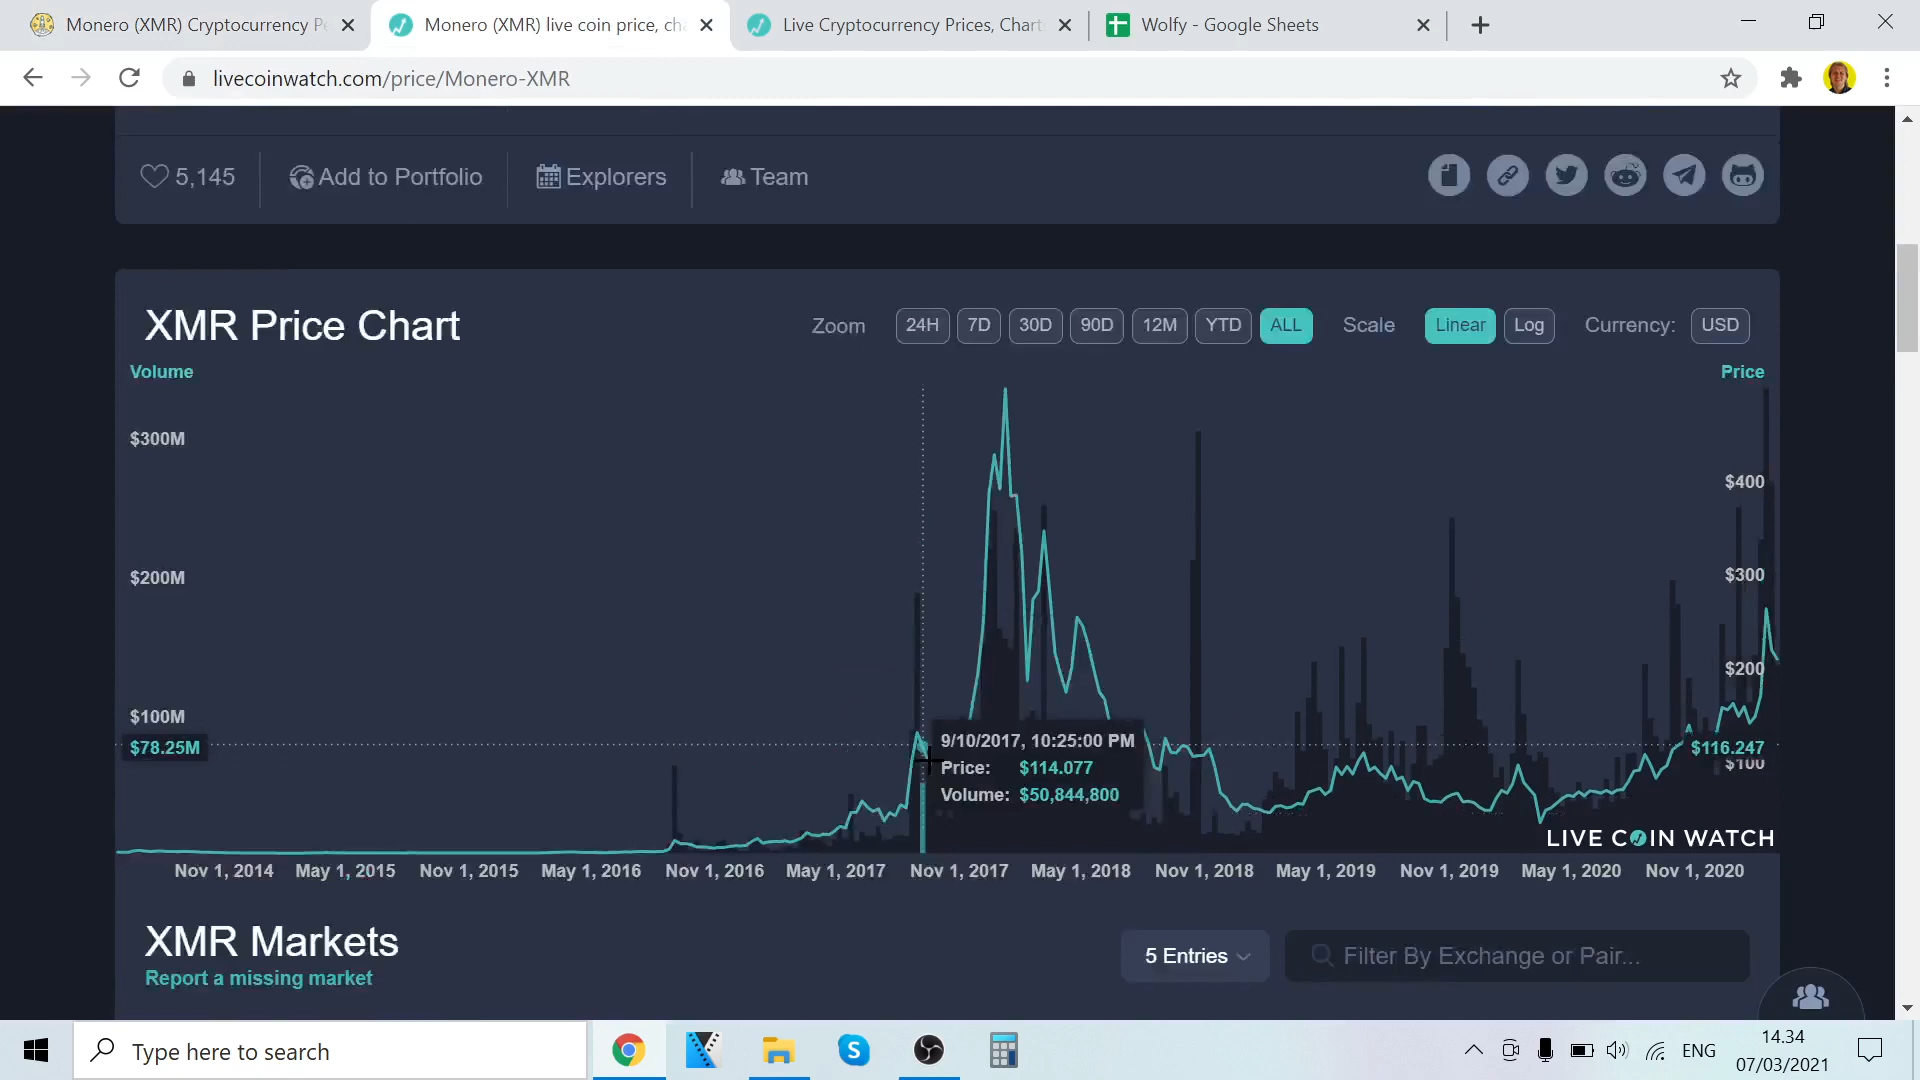 Monero (XMR) Cryptocurrency P
Monero (XMR) live coin price, ch
Live Cryptocurrency Prices, Chart
Wolfy - Google Sheets
livecoinwatch.com/price/Monero-XMR
5,145
Add to Portfolio
Explorers
Team
XMR Price Chart
Zoom
24H
7D
30D
90D
12M
YTD
ALL
Scale
Linear
Log
Currency:
USD
Volume
Price
$300M
$400
$200M
$300
$200
$100M
$78.25M
9/10/2017, 10:25:00 PM
Price: $114.077
Volume: $50,844,800
$116.247
$100
LIVE COIN WATCH
Nov 1, 2014
May 1, 2015
Nov 1, 2015
May 1, 2016
Nov 1, 2016
May 1, 2017
Nov 1, 2017
May 1, 2018
Nov 1, 2018
May 1, 2019
Nov 1, 2019
May 1, 2020
Nov 1, 2020
XMR Markets
Report a missing market
5 Entries
Filter By Exchange or Pair...
Type here to search
ENG
14.34
07/03/2021